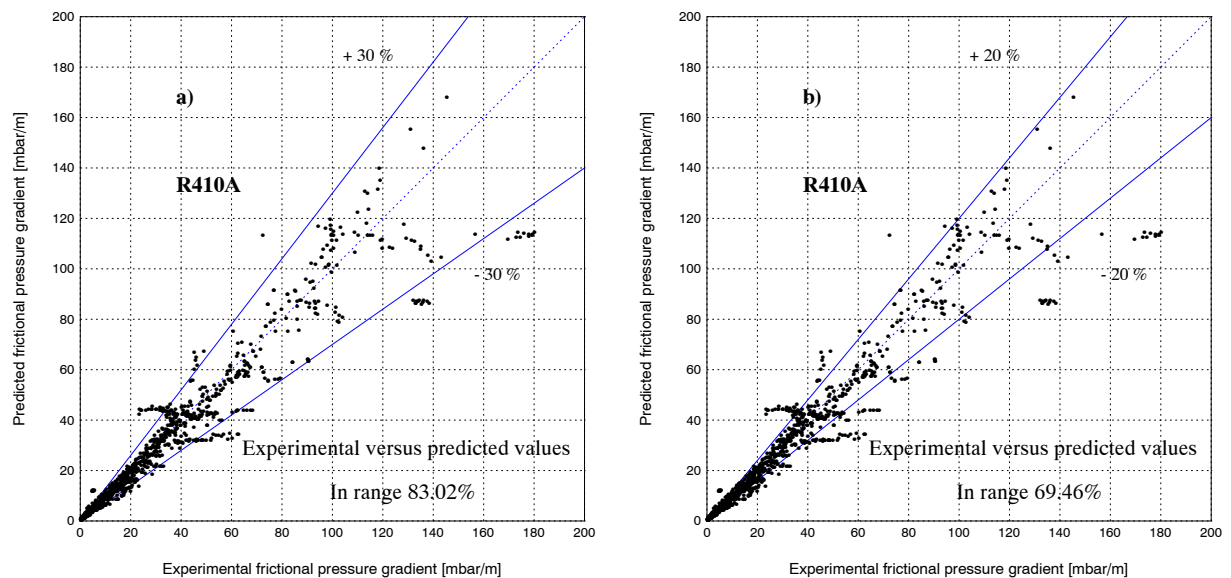 200
180
160
140
120
100
80
60
40
20
0
0 20 40 60 80 100 120 140 160 180 200
Predicted frictional pressure gradient [mbar/m]
Experimental frictional pressure gradient [mbar/m]
+ 30 %
a)
R410A
- 30 %
Experimental versus predicted values
In range 83.02%
200
180
160
140
120
100
80
60
40
20
0
0 20 40 60 80 100 120 140 160 180 200
Predicted frictional pressure gradient [mbar/m]
Experimental frictional pressure gradient [mbar/m]
+ 20 %
b)
R410A
- 20 %
Experimental versus predicted values
In range 69.46%